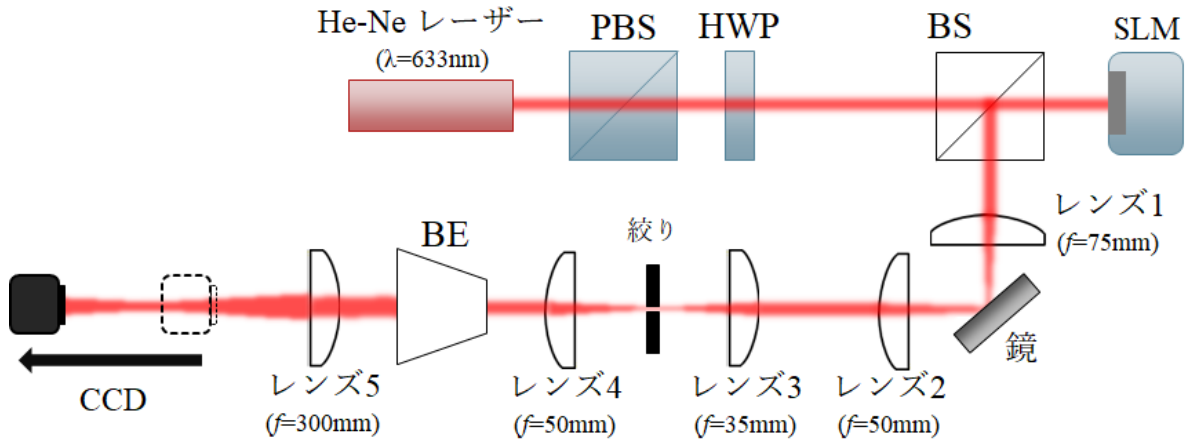 He-Ne レーザー
(λ=633nm)
PBS
HWP
BS
SLM
レンズ1
(f=75mm)
鏡
レンズ2
(f=50mm)
レンズ3
(f=35mm)
絞り
レンズ4
(f=50mm)
BE
レンズ5
(f=300mm)
CCD